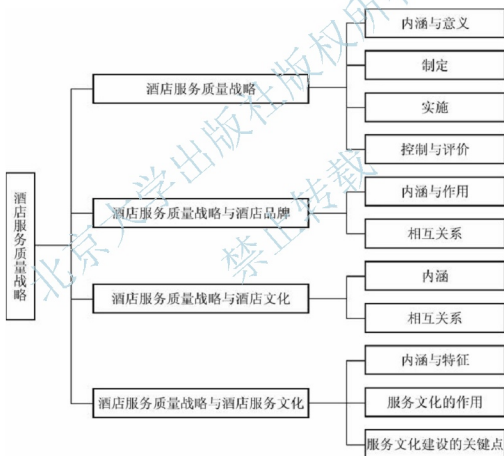 酒店服务质量战略
酒店服务质量战略
内涵与意义
制定
实施
控制与评价
酒店服务质量战略与酒店品牌
内涵与作用
相互关系
酒店服务质量战略与酒店文化
内涵
相互关系
酒店服务质量战略与酒店服务文化
内涵与特征
服务文化的作用
服务文化建设的关键点
北京大学出版社版权所有
禁止转载